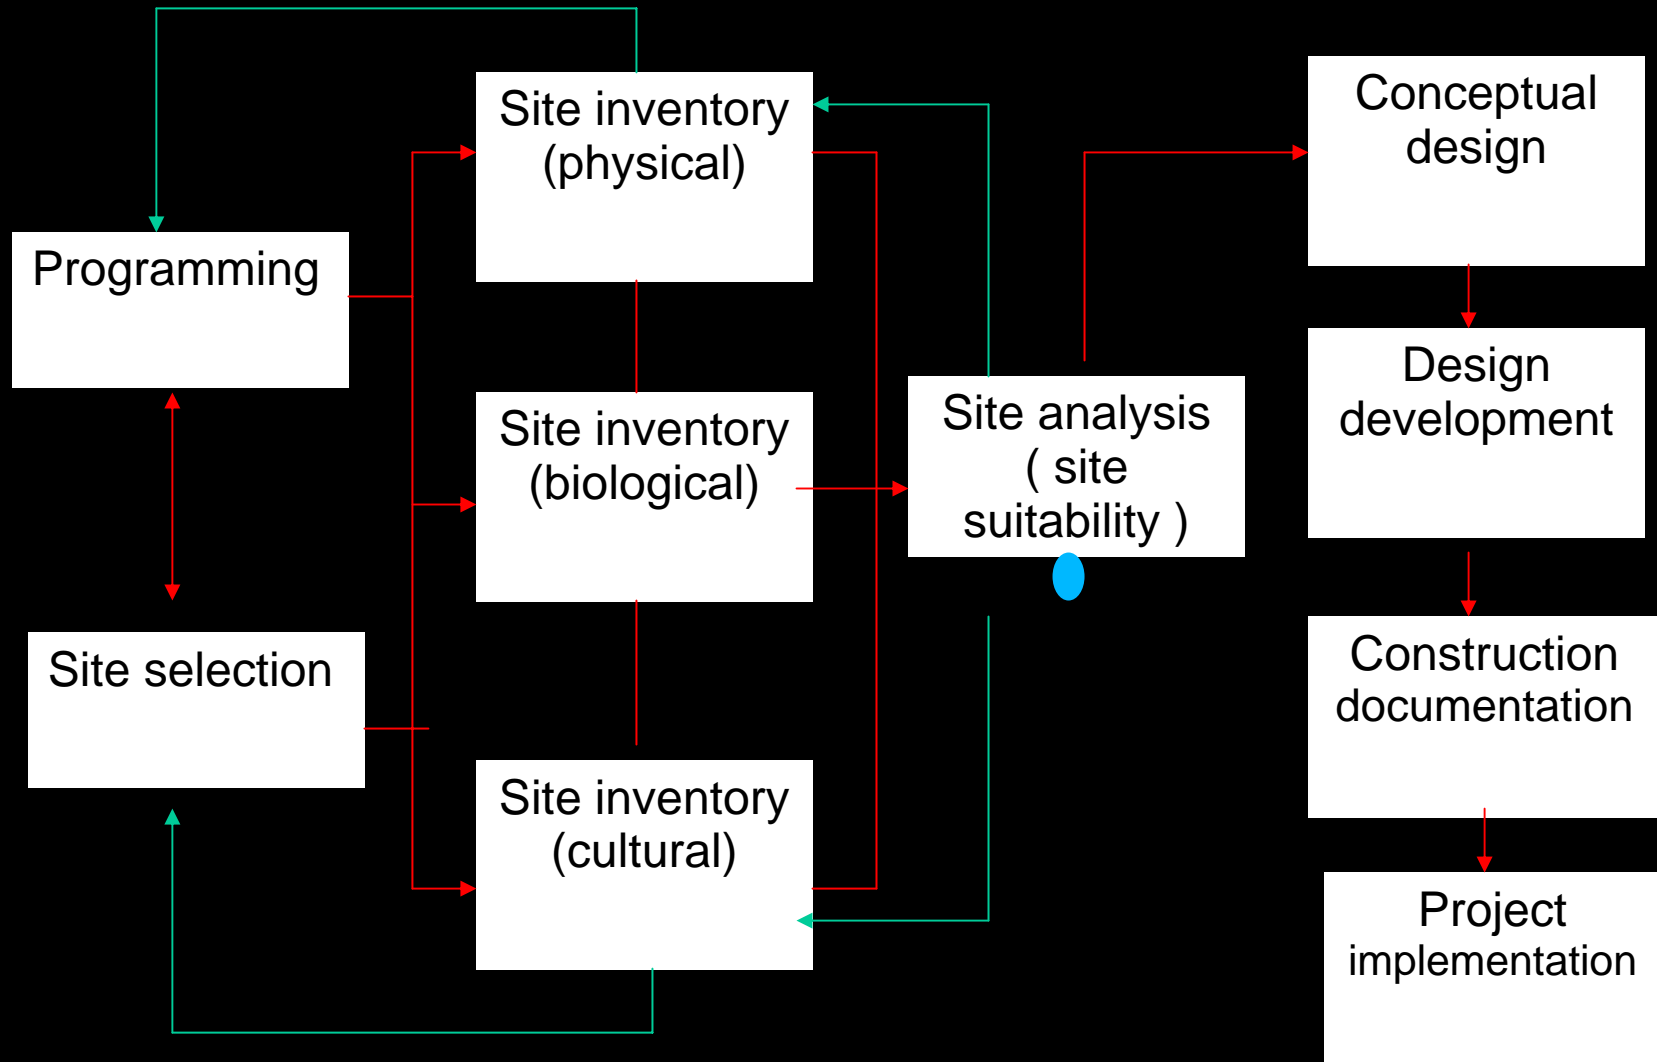 Programming
Site selection
Site inventory
(physical)
Site inventory
(biological)
Site inventory
(cultural)
Site analysis
( site
suitability )
Conceptual
design
Design
development
Construction
documentation
Project
implementation